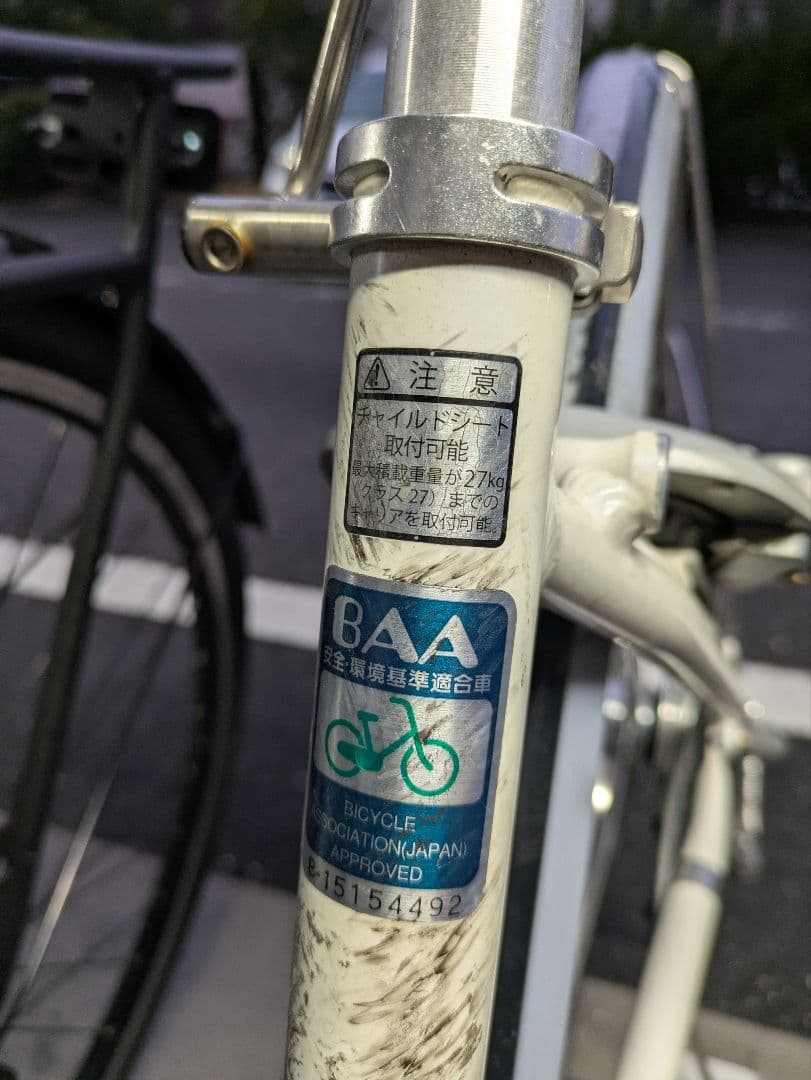 注 意
チャイルドシート
取付可能
最大積載重量が27kg
(クラス27)までの
キャリアを取付可能。
BAA
安全・環境基準適合車
BICYCLE
ASSOCIATION(JAPAN)
APPROVED
B-15154492